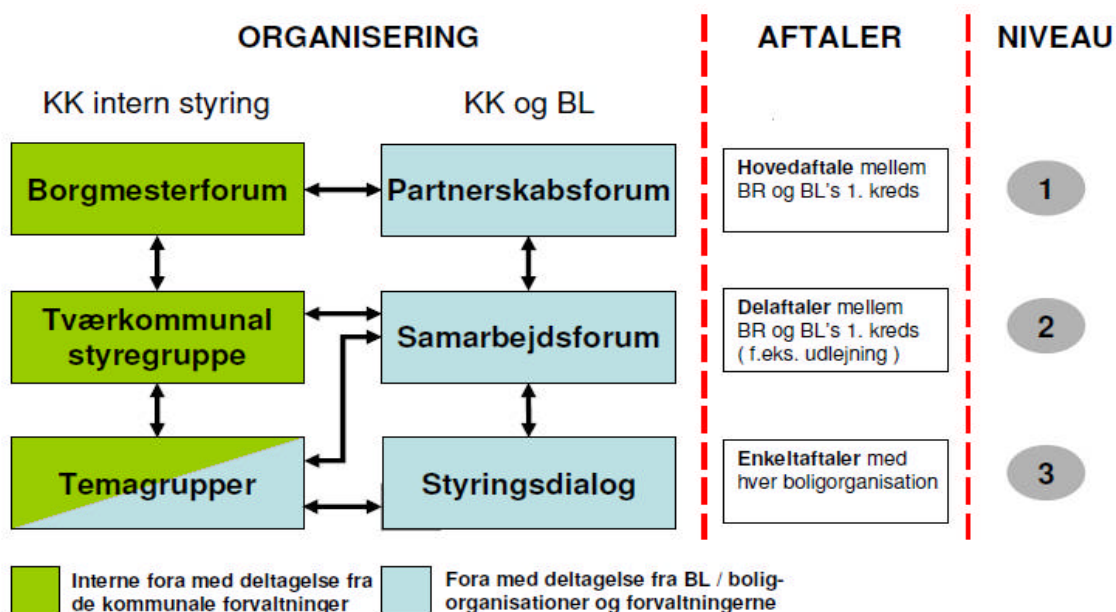 ORGANISERING
AFTALER
NIVEAU
KK intern styring
KK og BL
Borgmesterforum
Partnerskabsforum
Hovedaftale mellem
BR og BL's 1. kreds
1
Tværkommunal
styregruppe
Samarbejdsforum
Delaftaler mellem
BR og BL's 1. kreds
( f.eks. udlejning )
2
Temagrupper
Styringsdialog
Enkeltaftaler med
hver boligorganisation
3
Interne fora med deltagelse fra
de kommunale forvaltninger
Fora med deltagelse fra BL / bolig-
organisationer og forvaltningerne